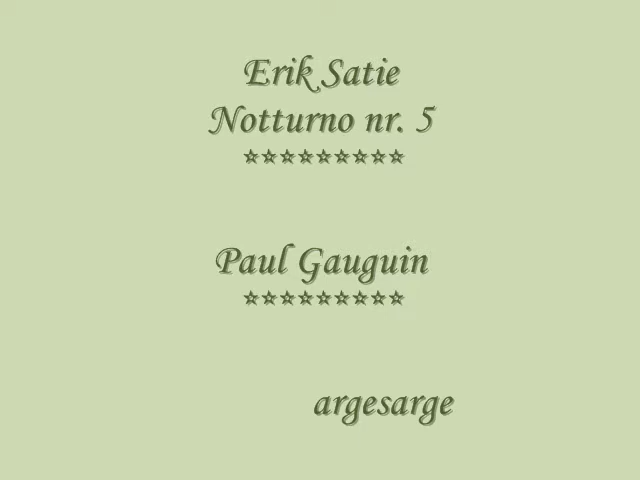 Erik Satie
Notturno nr. 5
*********
Paul Gauguin
*********
argesarge